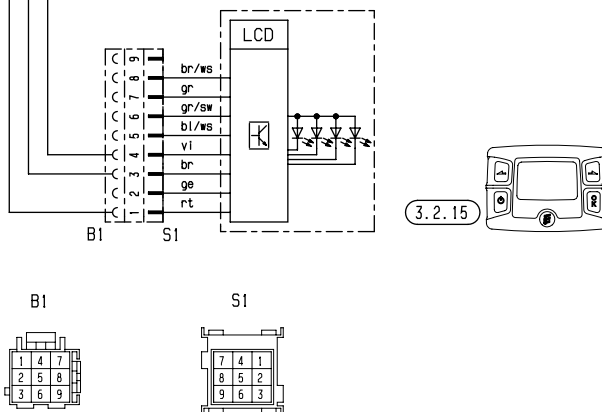 LCD
9
8 br/ws
7 gr
6 gr/sw
5 bl/ws
4 vi
3 br
2 ge
1 rt
B1 S1
3.2.15
OK
B1 S1
1 4 7
2 5 8
3 6 9
7 4 1
8 5 2
9 6 3